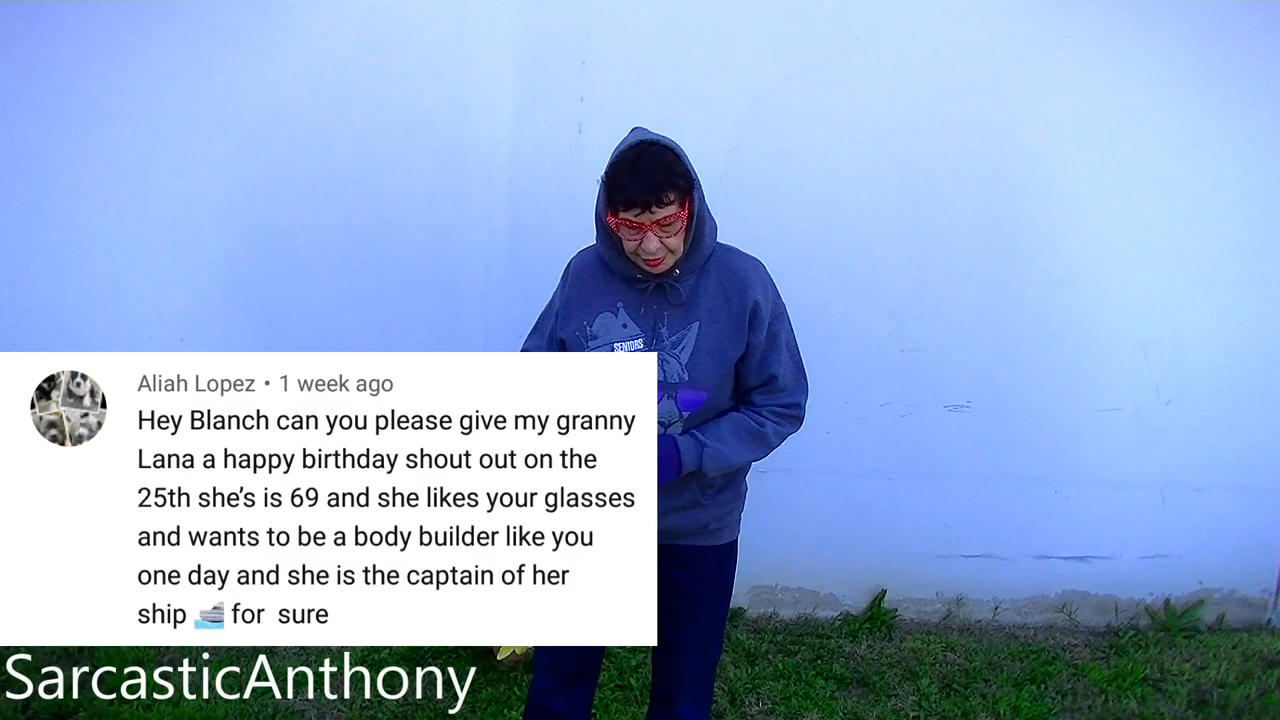 SENIORS
Aliah Lopez • 1 week ago
Hey Blanch can you please give my granny
Lana a happy birthday shout out on the
25th she’s is 69 and she likes your glasses
and wants to be a body builder like you
one day and she is the captain of her
ship 🛥️ for sure
SarcasticAnthony